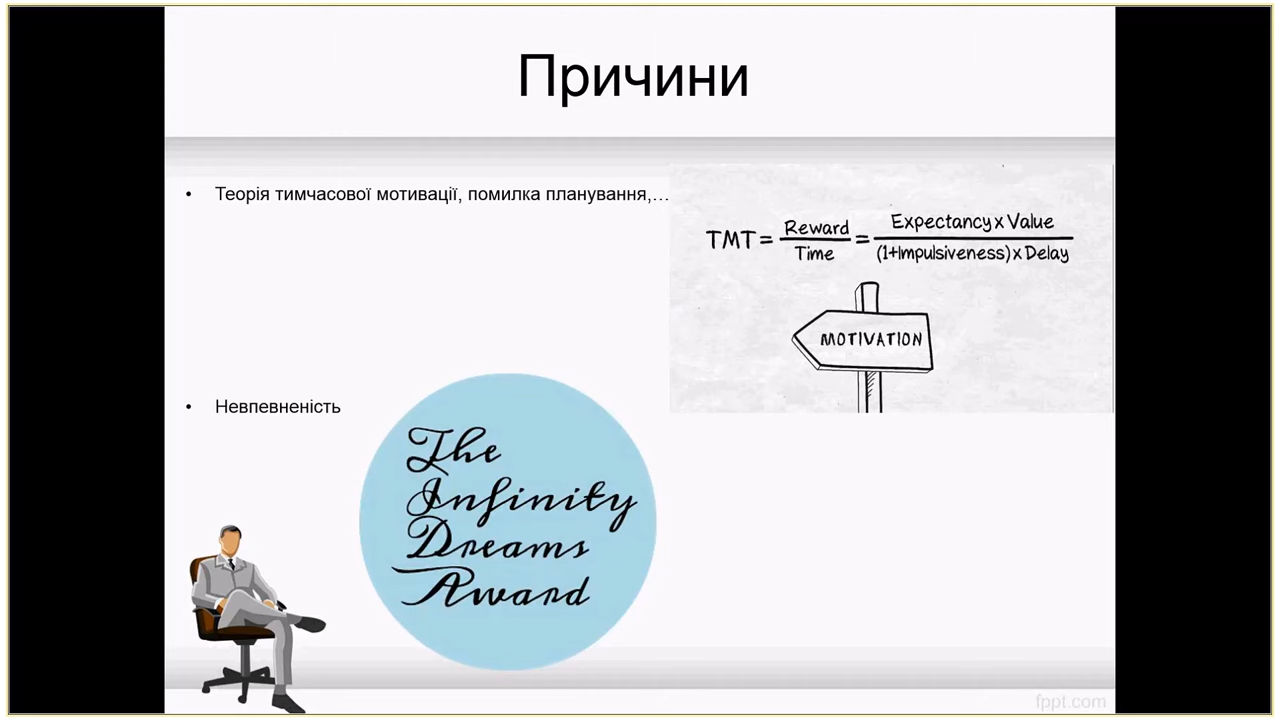 Причини
• Теорія тимчасової мотивації, помилка планування,…
TMT = Reward / Time = Expectancy x Value / (1+Impulsiveness) x Delay
MOTIVATION
• Невпевненість
The
Infinity
Dreams
Award
fppt.com